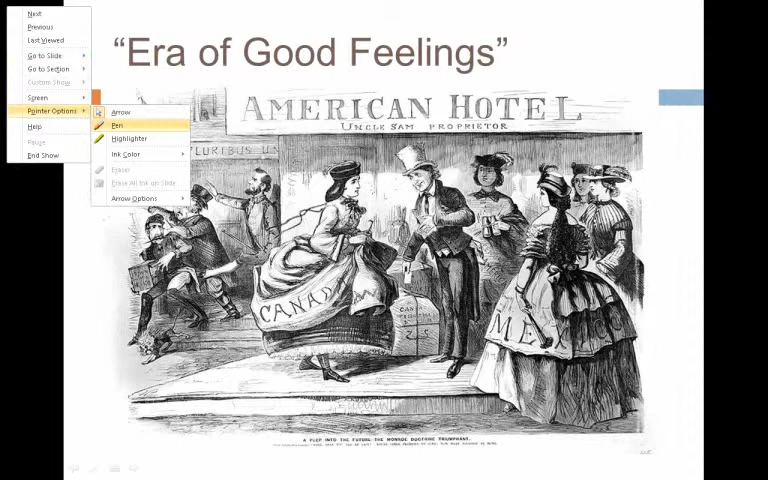 Next
Previous
Last Viewed
Go to Slide
Go to Section
Custom Show
Screen
Pointer Options
Help
Pause
End Show
Arrow
Pen
Highlighter
Ink Color
Eraser
Erase All Ink on Slide
Arrow Options
“Era of Good Feelings”
AMERICAN HOTEL
UNCLE SAM PROPRIETOR
PLURIBUS UN
CANADA
MEXICO
A PEEP INTO THE FUTURE—THE MONROE DOCTRINE TRIUMPHANT.